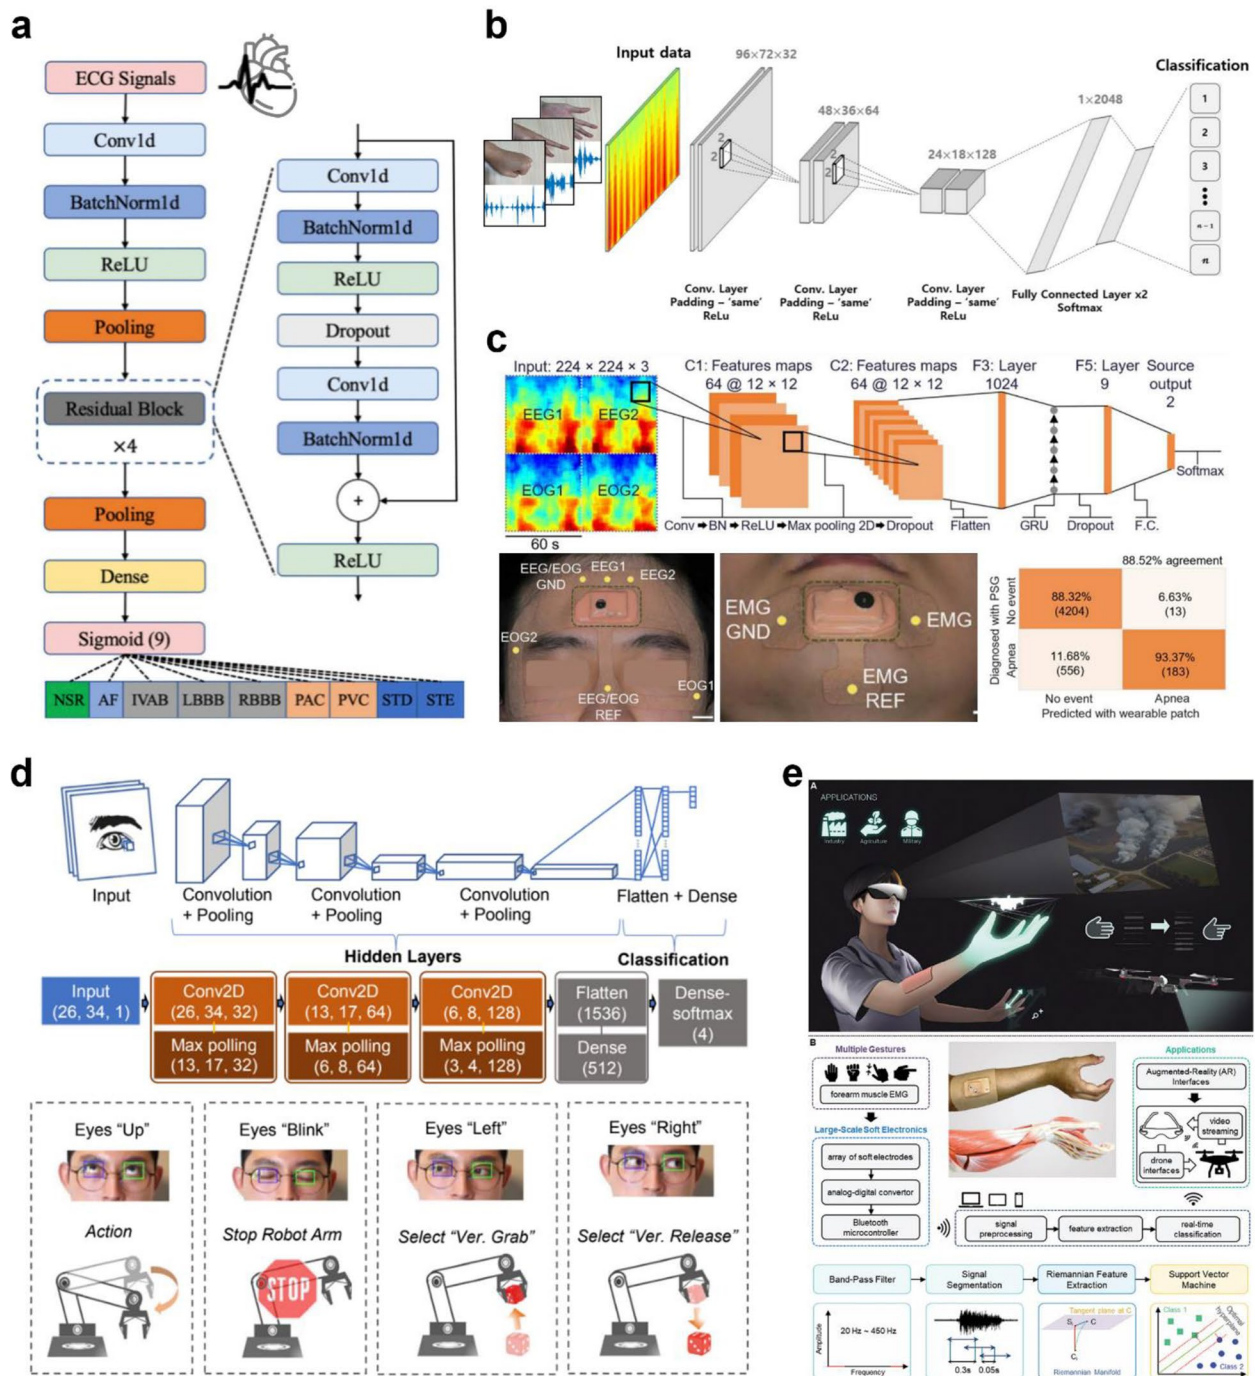 a
ECG Signals
Conv1d
BatchNorm1d
ReLU
Pooling
Residual Block
×4
Pooling
Dense
Sigmoid (9)
NSR AF IVAB LBBB RBBB PAC PVC STD STE
Conv1d
BatchNorm1d
ReLU
Dropout
Conv1d
BatchNorm1d
+
ReLU
b
Input data
96×72×32
48×36×64
24×18×128
1×2048
Classification
2
2
2
2
1
2
3
n-1
n
Conv. Layer
Padding – 'same'
ReLu
Conv. Layer
Padding – 'same'
ReLu
Conv. Layer
Padding – 'same'
ReLu
Fully Connected Layer x2
Softmax
c
Input: 224 × 224 × 3
EEG1 EEG2
EOG1 EOG2
60 s
C1: Features maps
64 @ 12 × 12
C2: Features maps
64 @ 12 × 12
F3: Layer
1024
F5: Layer
9
Source
output
2
Softmax
Conv BN ReLU Max pooling 2D Dropout
Flatten
GRU
Dropout
F.C.
EEG/EOG
GND
EEG1
EEG2
EOG2
EOG1
EEG/EOG
REF
EMG
GND
EMG
EMG
REF
88.52% agreement
Diagnosed with PSG
No event
Apnea
88.32%
(4204)
6.63%
(13)
11.68%
(556)
93.37%
(183)
No event
Apnea
Predicted with wearable patch
d
Input
Convolution
+ Pooling
Convolution
+ Pooling
Convolution
+ Pooling
Flatten + Dense
Hidden Layers
Classification
Input
(26, 34, 1)
Conv2D
(26, 34, 32)
Max polling
(13, 17, 32)
Conv2D
(13, 17, 64)
Max polling
(6, 8, 64)
Conv2D
(6, 8, 128)
Max polling
(3, 4, 128)
Flatten
(1536)
Dense
(512)
Dense-
softmax
(4)
Eyes "Up"
Action
Eyes "Blink"
Stop Robot Arm
STOP
Eyes "Left"
Select "Ver. Grab"
Eyes "Right"
Select "Ver. Release"
e
A
APPLICATIONS
Industry
Agriculture
Military
B
Multiple Gestures
forearm muscle EMG
Large-Scale Soft Electronics
array of soft electrodes
analog-digital convertor
Bluetooth
microcontroller
Applications
Augmented-Reality (AR)
Interfaces
video
streaming
drone
interfaces
signal
preprocessing
feature extraction
real-time
classification
Band-Pass Filter
Signal
Segmentation
Riemannian Feature
Extraction
Support Vector
Machine
Amplitude
20 Hz ~ 450 Hz
Frequency
0.3s 0.05s
Tangent plane at C
Riemannian Manifold
Class 1
Optimal
hyperplane
Class 2